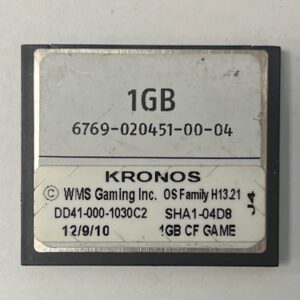 1GB
6769-020451-00-04
KRONOS
© WMS Gaming Inc. OS Family H13.21
DD41-000-1030C2 SHA1-04D8
12/9/10 1GB CF GAME
J4